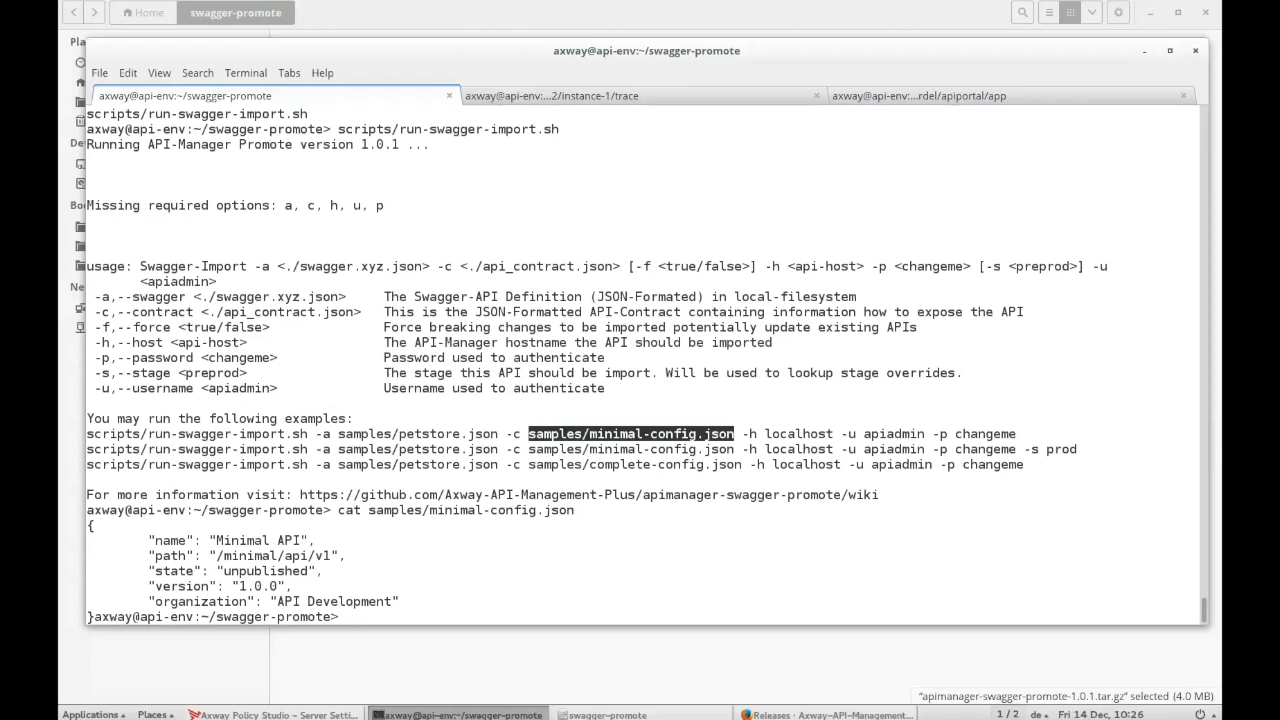 Home
swagger-promote
Pla
De
Bo
Ne
axway@api-env:~/swagger-promote
File Edit View Search Terminal Tabs Help
axway@api-env:~/swagger-promote
axway@api-env:...2/instance-1/trace
axway@api-env:...rdel/apiportal/app
scripts/run-swagger-import.sh
axway@api-env:~/swagger-promote> scripts/run-swagger-import.sh
Running API-Manager Promote version 1.0.1 ...
Missing required options: a, c, h, u, p
usage: Swagger-Import -a <./swagger.xyz.json> -c <./api_contract.json> [-f <true/false>] -h <api-host> -p <changeme> [-s <preprod>] -u
<apiadmin>
-a,--swagger <./swagger.xyz.json> The Swagger-API Definition (JSON-Formated) in local-filesystem
-c,--contract <./api_contract.json> This is the JSON-Formatted API-Contract containing information how to expose the API
-f,--force <true/false> Force breaking changes to be imported potentially update existing APIs
-h,--host <api-host> The API-Manager hostname the API should be imported
-p,--password <changeme> Password used to authenticate
-s,--stage <preprod> The stage this API should be import. Will be used to lookup stage overrides.
-u,--username <apiadmin> Username used to authenticate
You may run the following examples:
scripts/run-swagger-import.sh -a samples/petstore.json -c samples/minimal-config.json -h localhost -u apiadmin -p changeme
scripts/run-swagger-import.sh -a samples/petstore.json -c samples/minimal-config.json -h localhost -u apiadmin -p changeme -s prod
scripts/run-swagger-import.sh -a samples/petstore.json -c samples/complete-config.json -h localhost -u apiadmin -p changeme
For more information visit: https://github.com/Axway-API-Management-Plus/apimanager-swagger-promote/wiki
axway@api-env:~/swagger-promote> cat samples/minimal-config.json
{
"name": "Minimal API",
"path": "/minimal/api/v1",
"state": "unpublished",
"version": "1.0.0",
"organization": "API Development"
}axway@api-env:~/swagger-promote>
"apimanager-swagger-promote-1.0.1.tar.gz" selected (4.0 MB)
Applications Places Axway Policy Studio – Server Setti... axway@api-env:~/swagger-promote swagger-promote Releases · Axway-API-Management... 1 / 2 de Fri 14 Dec, 10:26